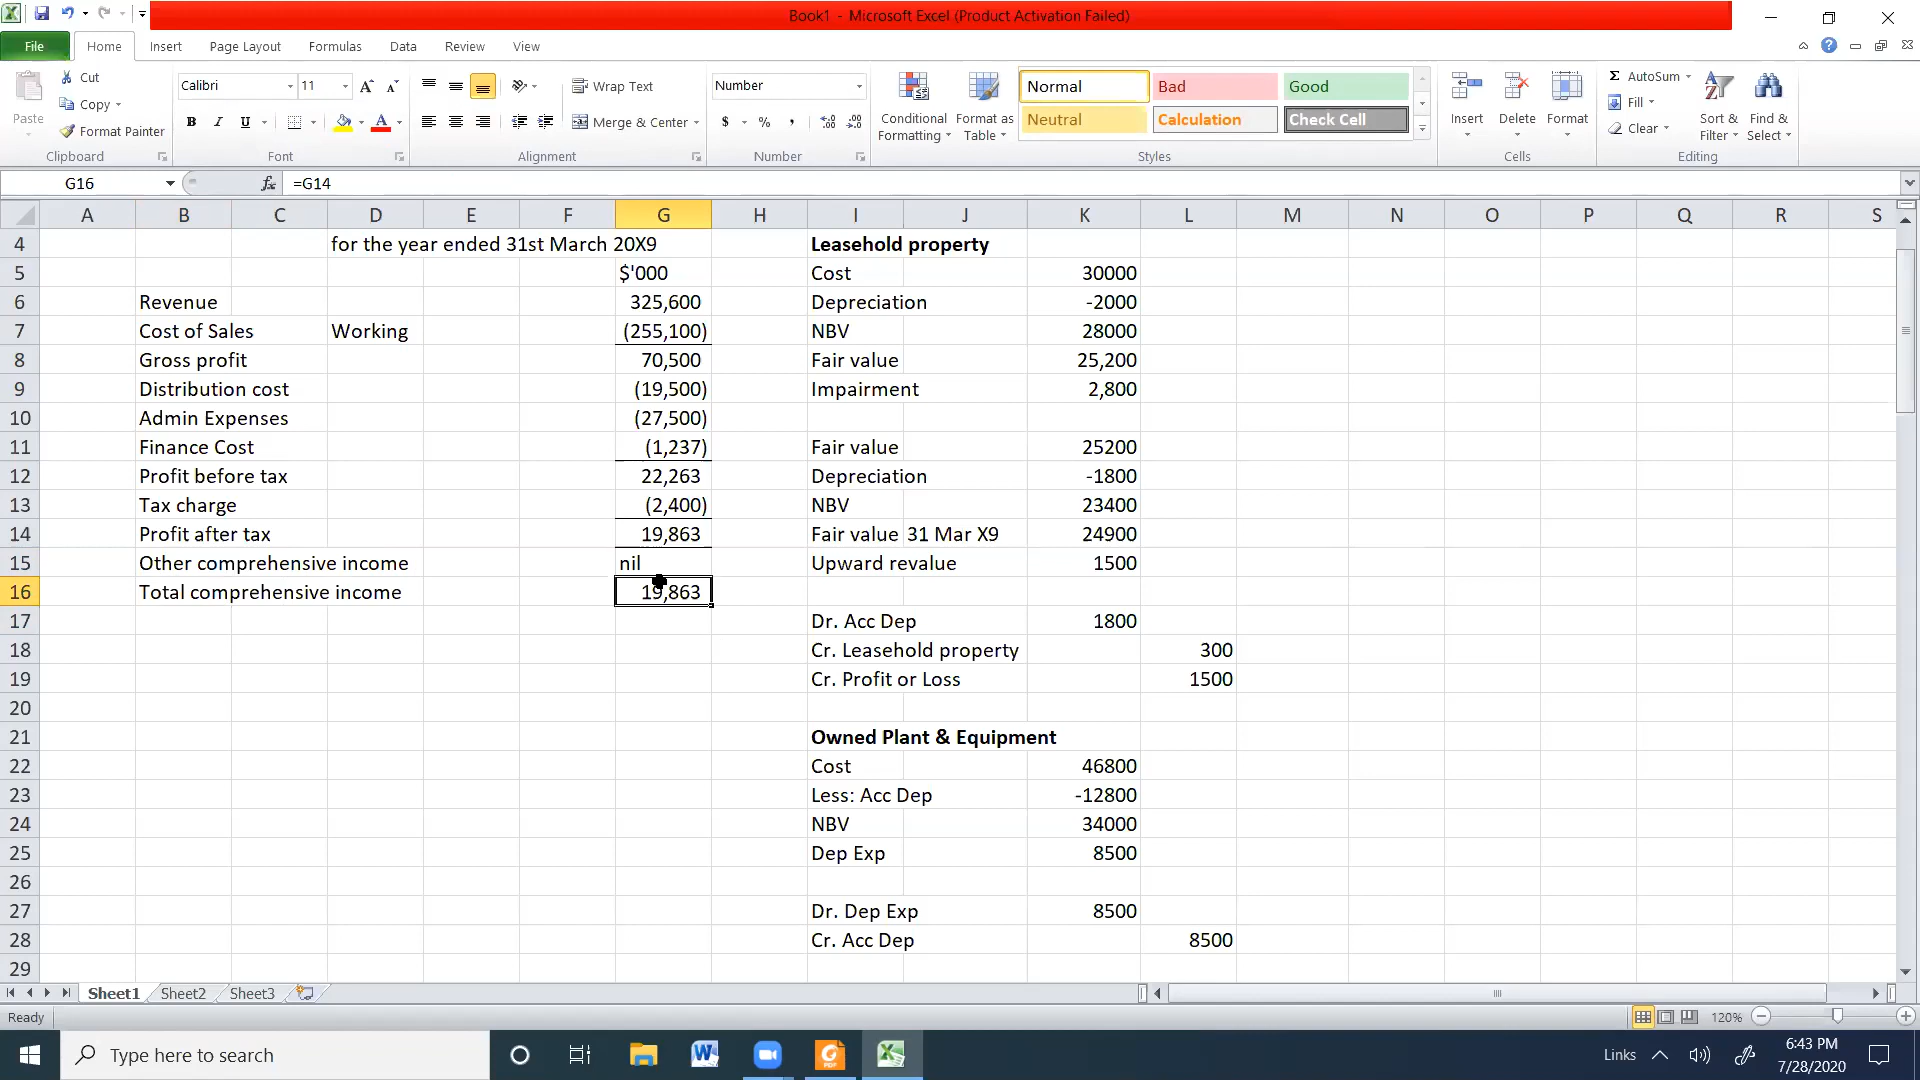 Book1 - Microsoft Excel (Product Activation Failed)
File Home Insert Page Layout Formulas Data Review View
Paste
Cut
Copy
Format Painter
Clipboard
Calibri 11 A A
B I U A
Font
Wrap Text
Merge & Center
Alignment
Number
$ % ,
Number
Conditional Formatting
Format as Table
Normal Bad Good
Neutral Calculation Check Cell
Styles
Insert Delete Format
Cells
Σ AutoSum
Fill
Clear
Sort & Filter
Find & Select
Editing
G16 fx =G14
A B C D E F G H I J K L M N O P Q R S
4 for the year ended 31st March 20X9 Leasehold property
5 $'000 Cost 30000
6 Revenue 325,600 Depreciation -2000
7 Cost of Sales Working (255,100) NBV 28000
8 Gross profit 70,500 Fair value 25,200
9 Distribution cost (19,500) Impairment 2,800
10 Admin Expenses (27,500)
11 Finance Cost (1,237) Fair value 25200
12 Profit before tax 22,263 Depreciation -1800
13 Tax charge (2,400) NBV 23400
14 Profit after tax 19,863 Fair value 31 Mar X9 24900
15 Other comprehensive income nil Upward revalue 1500
16 Total comprehensive income 19,863
17 Dr. Acc Dep 1800
18 Cr. Leasehold property 300
19 Cr. Profit or Loss 1500
20
21 Owned Plant & Equipment
22 Cost 46800
23 Less: Acc Dep -12800
24 NBV 34000
25 Dep Exp 8500
26
27 Dr. Dep Exp 8500
28 Cr. Acc Dep 8500
29
Sheet1 Sheet2 Sheet3
Ready 120%
Type here to search
Links
6:43 PM
7/28/2020